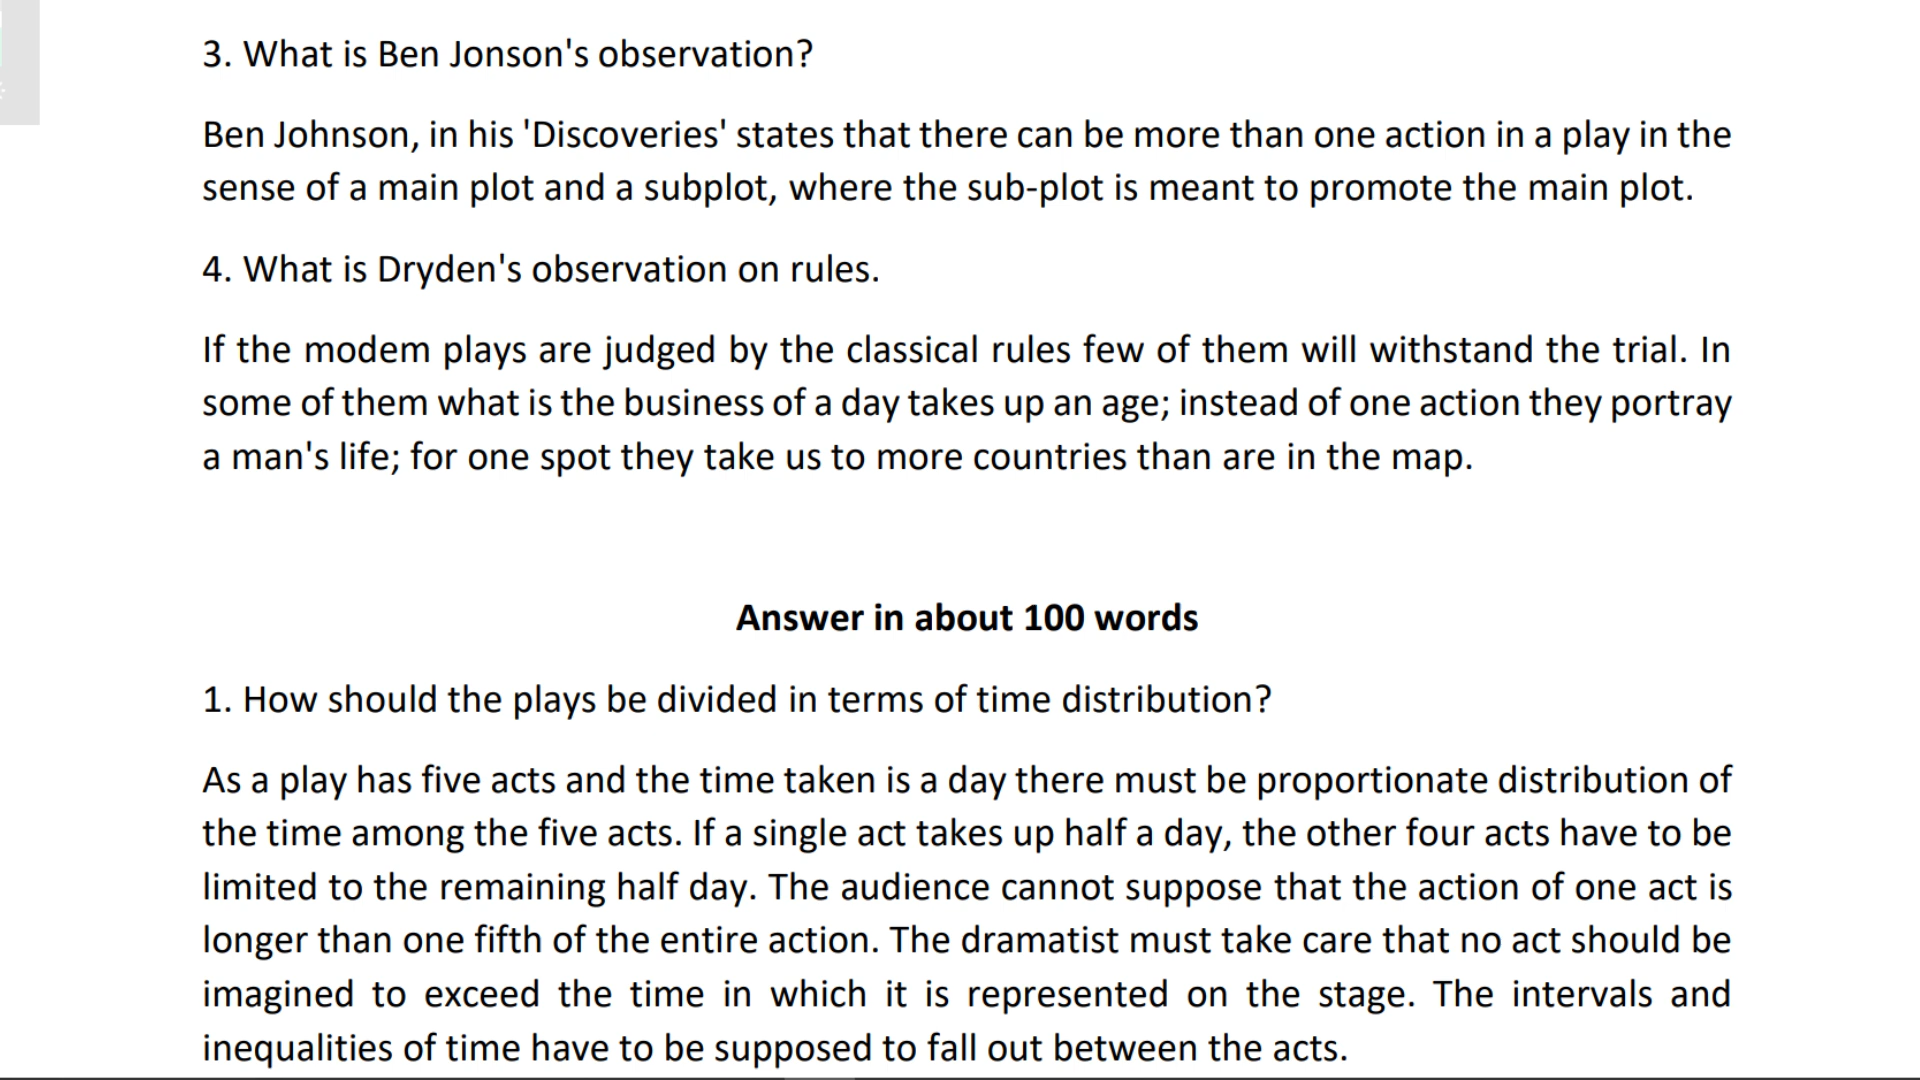 3. What is Ben Jonson's observation?
Ben Johnson, in his 'Discoveries' states that there can be more than one action in a play in the
sense of a main plot and a subplot, where the sub-plot is meant to promote the main plot.
4. What is Dryden's observation on rules.
If the modem plays are judged by the classical rules few of them will withstand the trial. In
some of them what is the business of a day takes up an age; instead of one action they portray
a man's life; for one spot they take us to more countries than are in the map.
Answer in about 100 words
1. How should the plays be divided in terms of time distribution?
As a play has five acts and the time taken is a day there must be proportionate distribution of
the time among the five acts. If a single act takes up half a day, the other four acts have to be
limited to the remaining half day. The audience cannot suppose that the action of one act is
longer than one fifth of the entire action. The dramatist must take care that no act should be
imagined to exceed the time in which it is represented on the stage. The intervals and
inequalities of time have to be supposed to fall out between the acts.